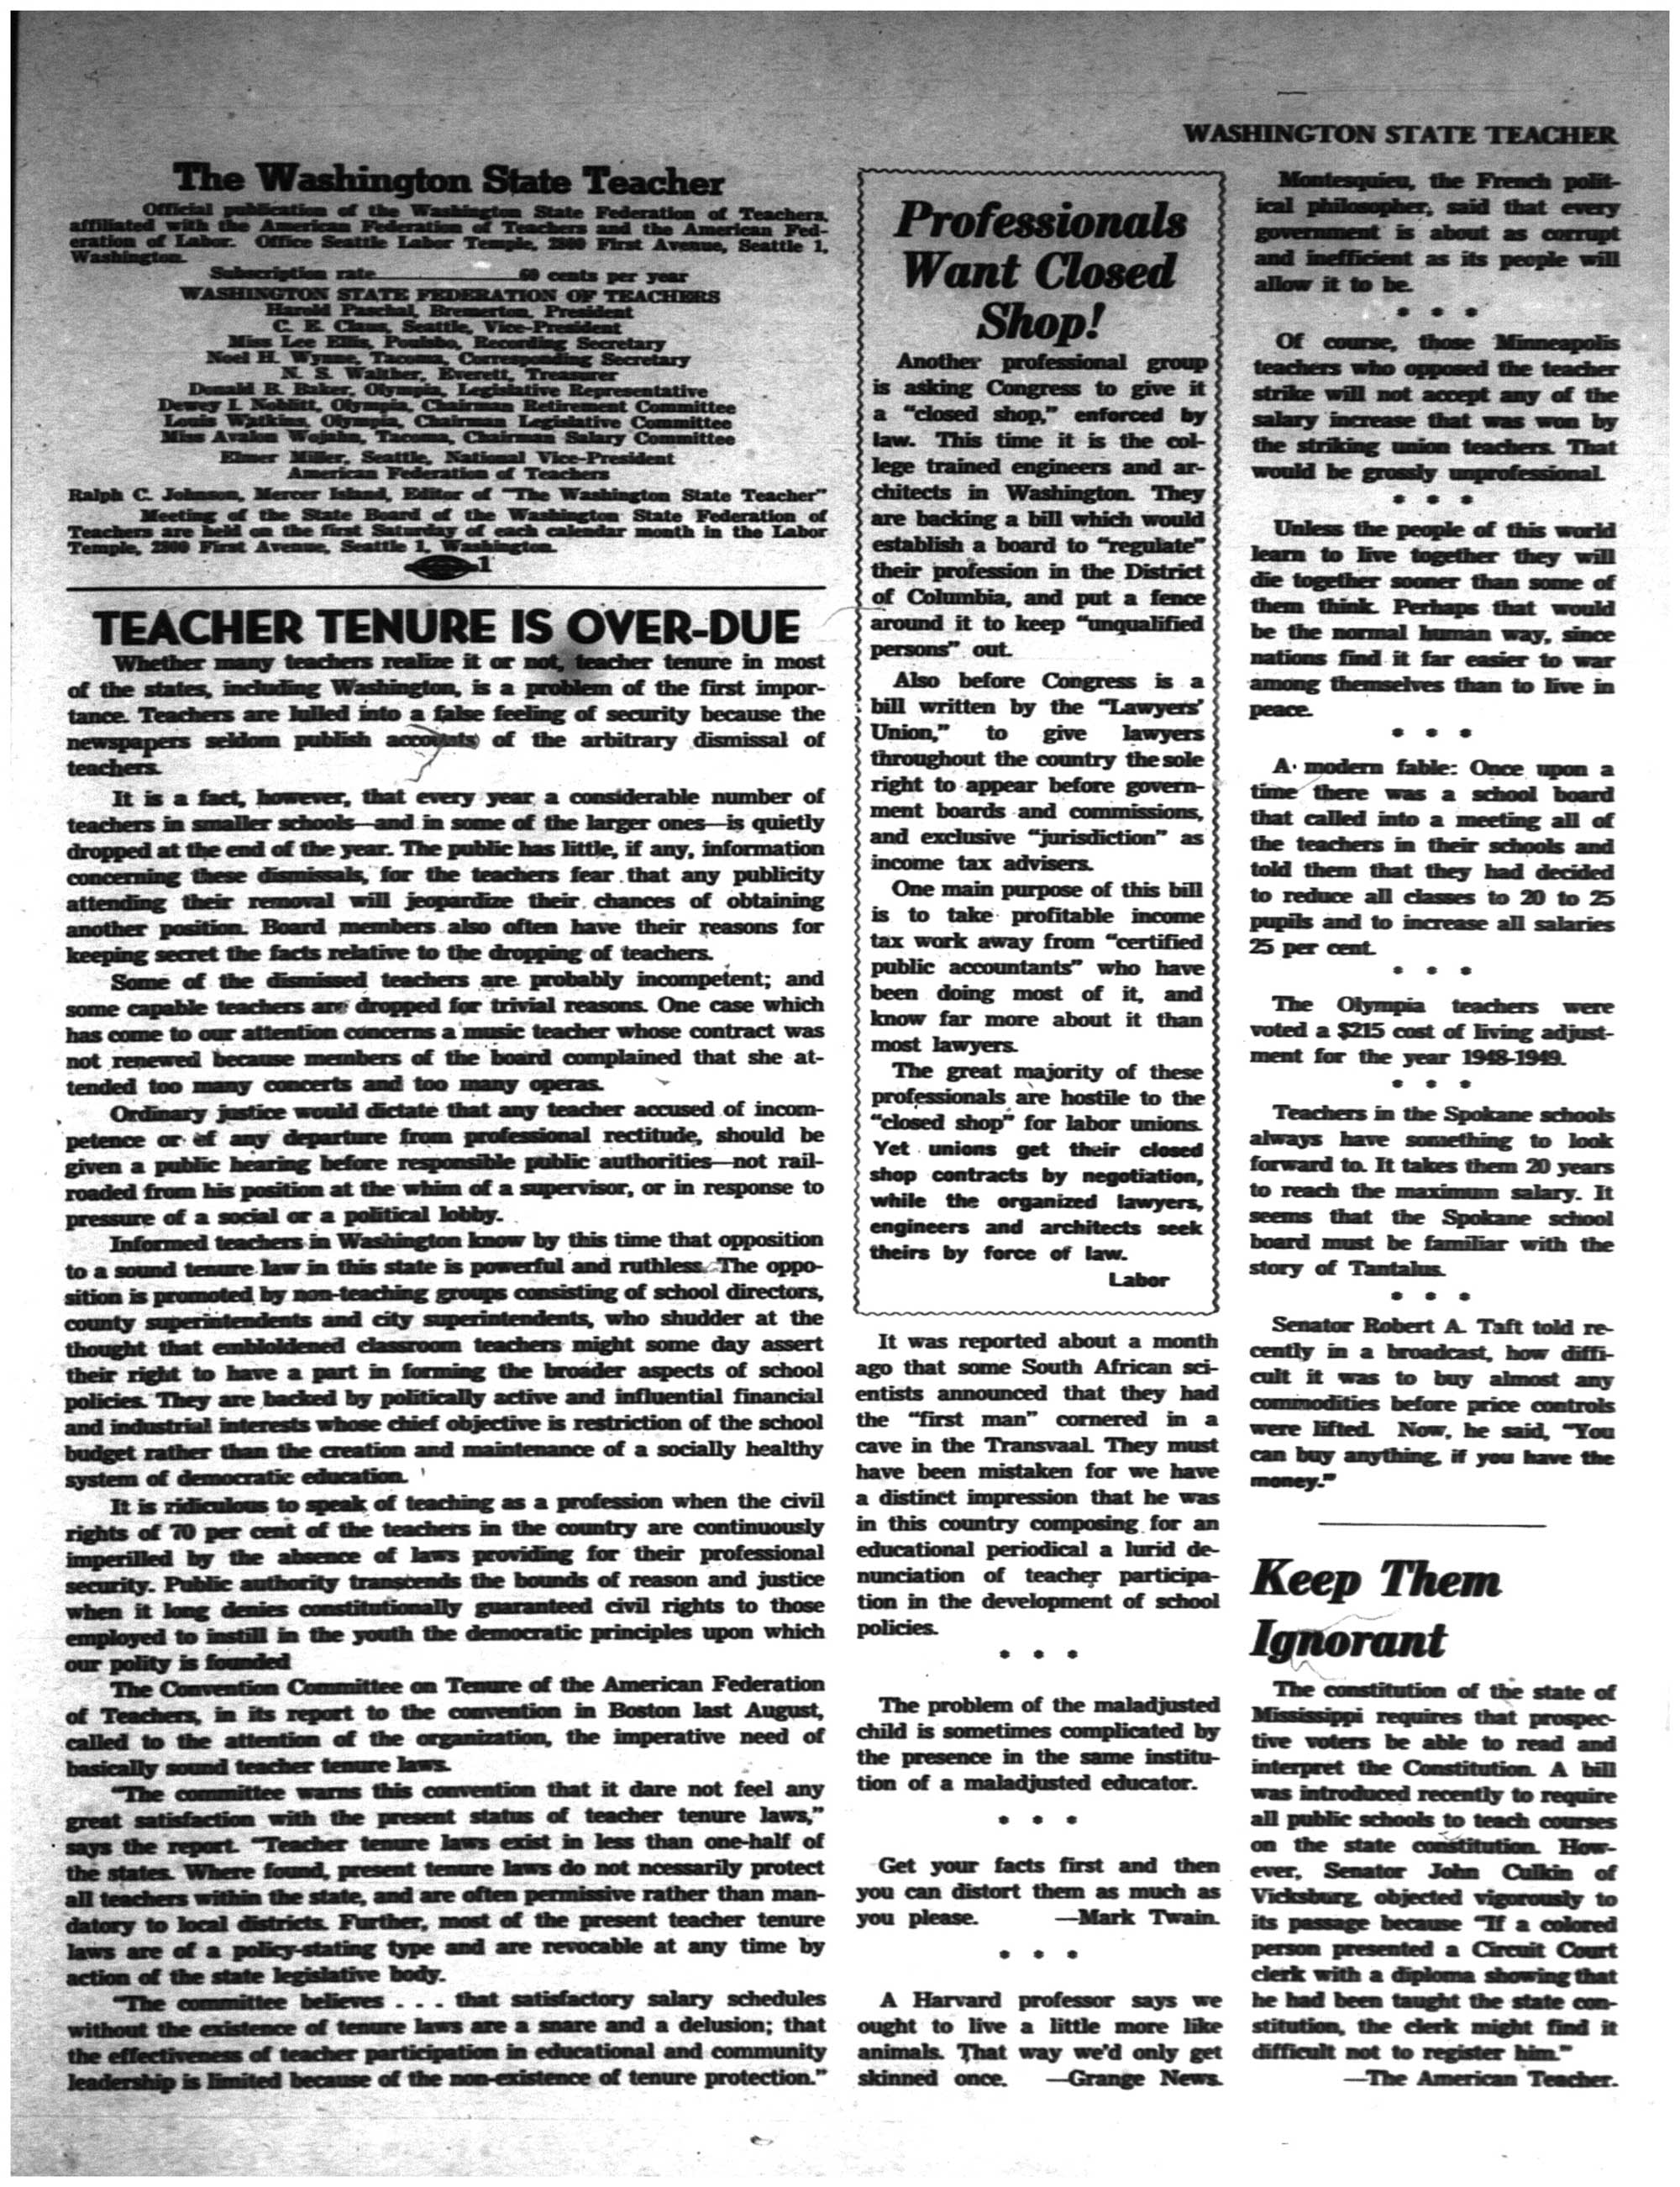 WASHINGTON STATE TEACHER
The Washington State Teacher
Official publication of the Washington State Federation of Teachers,
affiliated with the American Federation of Teachers and the American Fed-
eration of Labor. Office Seattle Labor Temple, 2800 First Avenue, Seattle 1,
Washington.
Subscription rate 60 cents per year
WASHINGTON STATE FEDERATION OF TEACHERS
Harold Paschal, Bremerton, President
C. E. Claus, Seattle, Vice-President
Miss Lee Ellis, Poulsbo, Recording Secretary
Noel H. Wynne, Tacoma, Corresponding Secretary
N. S. Walther, Everett, Treasurer
Donald B. Baker, Olympia, Legislative Representative
Dewey I. Noblitt, Olympia, Chairman Retirement Committee
Louis Watkins, Olympia, Chairman Legislative Committee
Miss Avalon Wojahn, Tacoma, Chairman Salary Committee
Elmer Miller, Seattle, National Vice-President
American Federation of Teachers
Ralph C. Johnson, Mercer Island, Editor of "The Washington State Teacher"
Meeting of the State Board of the Washington State Federation of
Teachers are held on the first Saturday of each calendar month in the Labor
Temple, 2800 First Avenue, Seattle 1, Washington.
1
TEACHER TENURE IS OVER-DUE
Whether many teachers realize it or not, teacher tenure in most
of the states, including Washington, is a problem of the first impor-
tance. Teachers are lulled into a false feeling of security because the
newspapers seldom publish accounts of the arbitrary dismissal of
teachers.
It is a fact, however, that every year a considerable number of
teachers in smaller schools—and in some of the larger ones—is quietly
dropped at the end of the year. The public has little, if any, information
concerning these dismissals, for the teachers fear that any publicity
attending their removal will jeopardize their chances of obtaining
another position. Board members also often have their reasons for
keeping secret the facts relative to the dropping of teachers.
Some of the dismissed teachers are probably incompetent; and
some capable teachers are dropped for trivial reasons. One case which
has come to our attention concerns a music teacher whose contract was
not renewed because members of the board complained that she at-
tended too many concerts and too many operas.
Ordinary justice would dictate that any teacher accused of incom-
petence or of any departure from professional rectitude, should be
given a public hearing before responsible public authorities—not rail-
roaded from his position at the whim of a supervisor, or in response to
pressure of a social or a political lobby.
Informed teachers in Washington know by this time that opposition
to a sound tenure law in this state is powerful and ruthless. The oppo-
sition is promoted by non-teaching groups consisting of school directors,
county superintendents and city superintendents, who shudder at the
thought that embloldened classroom teachers might some day assert
their right to have a part in forming the broader aspects of school
policies. They are backed by politically active and influential financial
and industrial interests whose chief objective is restriction of the school
budget rather than the creation and maintenance of a socially healthy
system of democratic education.
It is ridiculous to speak of teaching as a profession when the civil
rights of 70 per cent of the teachers in the country are continuously
imperilled by the absence of laws providing for their professional
security. Public authority transcends the bounds of reason and justice
when it long denies constitutionally guaranteed civil rights to those
employed to instill in the youth the democratic principles upon which
our polity is founded
The Convention Committee on Tenure of the American Federation
of Teachers, in its report to the convention in Boston last August,
called to the attention of the organization, the imperative need of
basically sound teacher tenure laws.
"The committee warns this convention that it dare not feel any
great satisfaction with the present status of teacher tenure laws,"
says the report. "Teacher tenure laws exist in less than one-half of
the states. Where found, present tenure laws do not ncessarily protect
all teachers within the state, and are often permissive rather than man-
datory to local districts. Further, most of the present teacher tenure
laws are of a policy-stating type and are revocable at any time by
action of the state legislative body.
"The committee believes . . . that satisfactory salary schedules
without the existence of tenure laws are a snare and a delusion; that
the effectiveness of teacher participation in educational and community
leadership is limited because of the non-existence of tenure protection."
Professionals
Want Closed
Shop!
Another professional group
is asking Congress to give it
a "closed shop," enforced by
law. This time it is the col-
lege trained engineers and ar-
chitects in Washington. They
are backing a bill which would
establish a board to "regulate"
their profession in the District
of Columbia, and put a fence
around it to keep "unqualified
persons" out.
Also before Congress is a
bill written by the "Lawyers'
Union," to give lawyers
throughout the country the sole
right to appear before govern-
ment boards and commissions,
and exclusive "jurisdiction" as
income tax advisers.
One main purpose of this bill
is to take profitable income
tax work away from "certified
public accountants" who have
been doing most of it, and
know far more about it than
most lawyers.
The great majority of these
professionals are hostile to the
"closed shop" for labor unions.
Yet unions get their closed
shop contracts by negotiation,
while the organized lawyers,
engineers and architects seek
theirs by force of law.
Labor
It was reported about a month
ago that some South African sci-
entists announced that they had
the "first man" cornered in a
cave in the Transvaal. They must
have been mistaken for we have
a distinct impression that he was
in this country composing for an
educational periodical a lurid de-
nunciation of teacher participa-
tion in the development of school
policies.
* * *
The problem of the maladjusted
child is sometimes complicated by
the presence in the same institu-
tion of a maladjusted educator.
* * *
Get your facts first and then
you can distort them as much as
you please. —Mark Twain.
* * *
A Harvard professor says we
ought to live a little more like
animals. That way we'd only get
skinned once. —Grange News.
Montesquieu, the French polit-
ical philosopher, said that every
government is about as corrupt
and inefficient as its people will
allow it to be.
* * *
Of course, those Minneapolis
teachers who opposed the teacher
strike will not accept any of the
salary increase that was won by
the striking union teachers. That
would be grossly unprofessional.
* * *
Unless the people of this world
learn to live together they will
die together sooner than some of
them think. Perhaps that would
be the normal human way, since
nations find it far easier to war
among themselves than to live in
peace.
* * *
A modern fable: Once upon a
time there was a school board
that called into a meeting all of
the teachers in their schools and
told them that they had decided
to reduce all classes to 20 to 25
pupils and to increase all salaries
25 per cent.
* * *
The Olympia teachers were
voted a $215 cost of living adjust-
ment for the year 1948-1949.
* * *
Teachers in the Spokane schools
always have something to look
forward to. It takes them 20 years
to reach the maximum salary. It
seems that the Spokane school
board must be familiar with the
story of Tantalus.
* * *
Senator Robert A. Taft told re-
cently in a broadcast, how diffi-
cult it was to buy almost any
commodities before price controls
were lifted. Now, he said, "You
can buy anything, if you have the
money."
Keep Them
Ignorant
The constitution of the state of
Mississippi requires that prospec-
tive voters be able to read and
interpret the Constitution. A bill
was introduced recently to require
all public schools to teach courses
on the state constitution. How-
ever, Senator John Culkin of
Vicksburg, objected vigorously to
its passage because "If a colored
person presented a Circuit Court
clerk with a diploma showing that
he had been taught the state con-
stitution, the clerk might find it
difficult not to register him."
—The American Teacher.